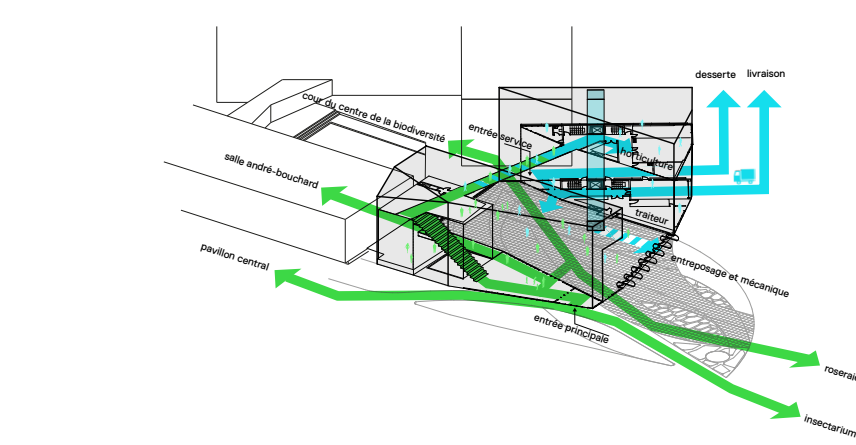 desserte
livraison
cour du centre de la biodiversité
entrée service
horticulture
salle andré-bouchard
traiteur
pavillon central
entreposage et mécanique
entrée principale
roseraie
insectarium